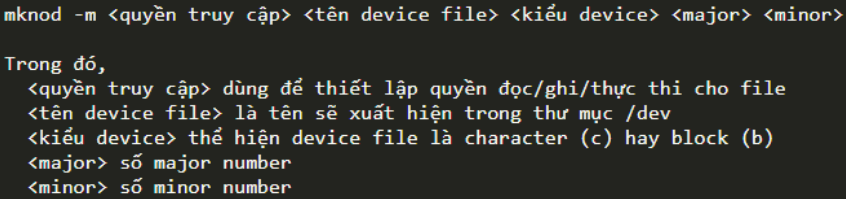 mknod -m <quyền truy cập> <tên device file> <kiểu device> <major> <minor>
Trong đó,
<quyền truy cập> dùng để thiết lập quyền đọc/ghi/thực thi cho file
<tên device file> là tên sẽ xuất hiện trong thư mục /dev
<kiểu device> thể hiện device file là character (c) hay block (b)
<major> số major number
<minor> số minor number